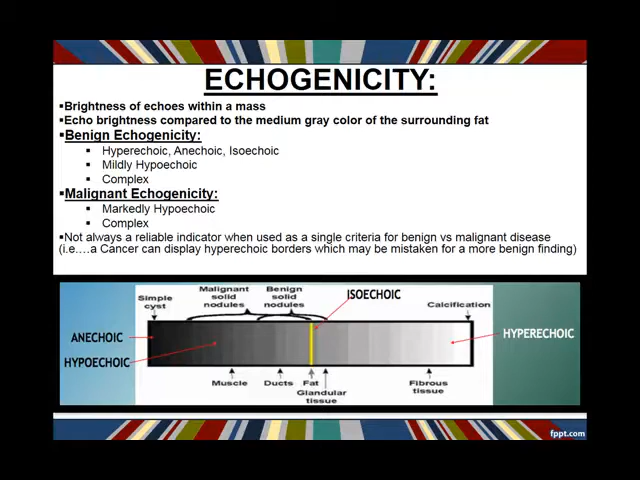 ECHOGENICITY:
▪Brightness of echoes within a mass
▪Echo brightness compared to the medium gray color of the surrounding fat
▪Benign Echogenicity:
▪ Hyperechoic, Anechoic, Isoechoic
▪ Mildly Hypoechoic
▪ Complex
▪Malignant Echogenicity:
▪ Markedly Hypoechoic
▪ Complex
▪Not always a reliable indicator when used as a single criteria for benign vs malignant disease
(i.e....a Cancer can display hyperechoic borders which may be mistaken for a more benign finding)
Simple
cyst
Malignant
solid
nodules
Benign
solid
nodules
ISOECHOIC
Calcification
ANECHOIC
HYPOECHOIC
HYPERECHOIC
Muscle
Ducts
Fat
Glandular
tissue
Fibrous
tissue
fppt.com